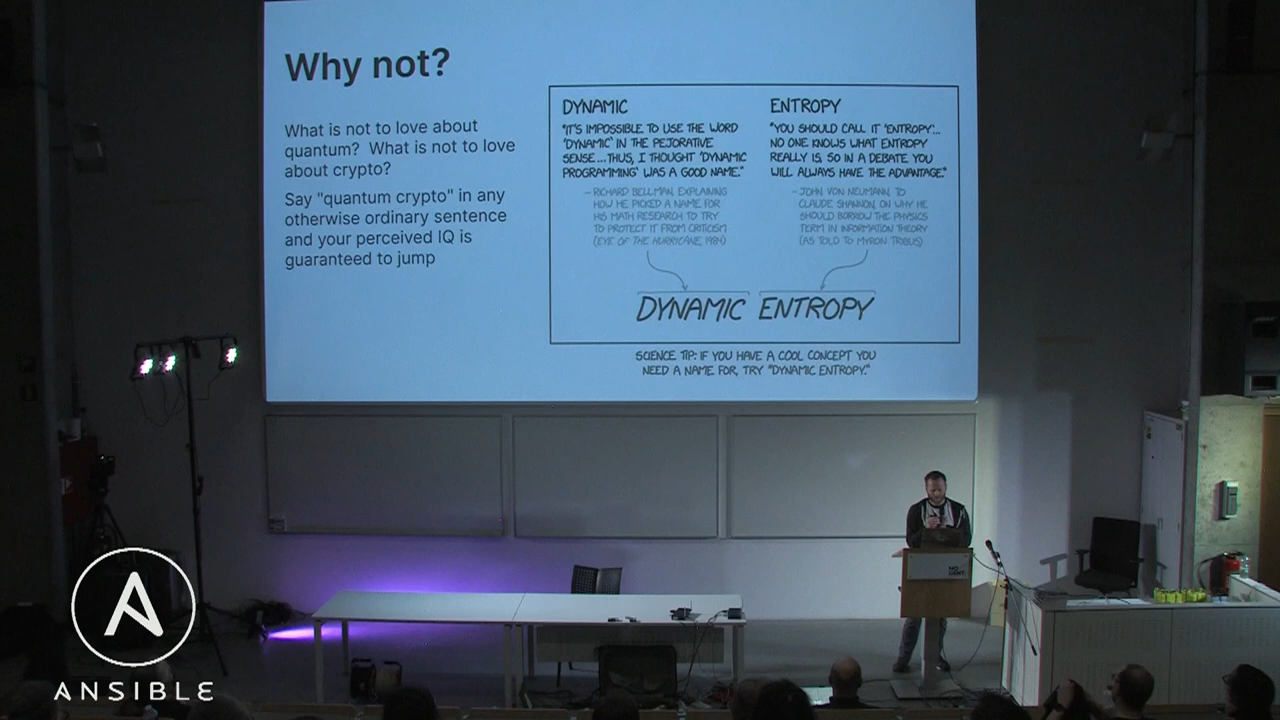 Why not?
What is not to love about
quantum? What is not to love
about crypto?
Say "quantum crypto" in any
otherwise ordinary sentence
and your perceived IQ is
guaranteed to jump
DYNAMIC
"IT'S IMPOSSIBLE TO USE THE WORD
'DYNAMIC' IN THE PEJORATIVE
SENSE...THUS, I THOUGHT 'DYNAMIC
PROGRAMMING' WAS A GOOD NAME."
– RICHARD BELLMAN, EXPLAINING
HOW HE PICKED A NAME FOR
HIS MATH RESEARCH TO TRY
TO PROTECT IT FROM CRITICISM
(EYE OF THE HURRICANE, 1984)
ENTROPY
"YOU SHOULD CALL IT 'ENTROPY'...
NO ONE KNOWS WHAT ENTROPY
REALLY IS, SO IN A DEBATE YOU
WILL ALWAYS HAVE THE ADVANTAGE."
– JOHN VON NEUMANN, TO
CLAUDE SHANNON, ON WHY HE
SHOULD BORROW THE PHYSICS
TERM IN INFORMATION THEORY
(AS TOLD TO MYRON TRIBUS)
DYNAMIC ENTROPY
SCIENCE TIP: IF YOU HAVE A COOL CONCEPT YOU
NEED A NAME FOR, TRY "DYNAMIC ENTROPY."
HO
GENT
ANSIBLE